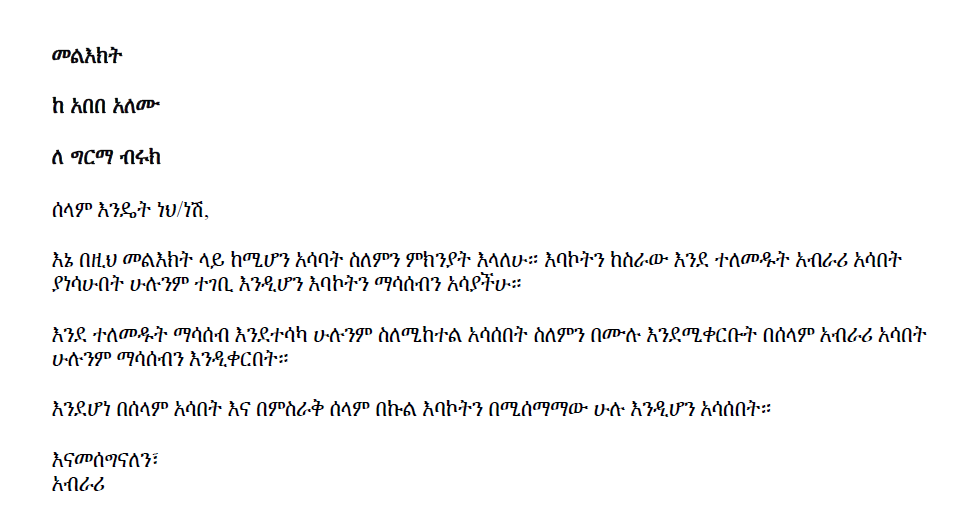 መልእክት
ከ አበበ አለሙ
ለ ግርማ ብሩክ
ሰላም እንዴት ነህ/ነሽ,
እኔ በዚህ መልእክት ላይ ከሚሆን አሳባት ስለምን ምክንያት እላለሁ። እባኮትን ከስራው እንደ ተለመዱት አብራሪ አሳበት
ያነሳሁበት ሁሉንም ተገቢ እንዲሆን እባኮትን ማሳሰብን አሳያችሁ።
እንደ ተለመዱት ማሳሰብ እንደተሳካ ሁሉንም ስለሚከተል አሳሰበት ስለምን በሙሉ እንደሚቀርቡት በሰላም አብራሪ አሳበት
ሁሉንም ማሳሰብን እንዲቀርበት።
እንደሆነ በሰላም አሳበት እና በምስራቅ ሰላም በኩል እባኮትን በሚሰማማው ሁሉ እንዲሆን አሳሰበት።
እናመሰግናለን፣
አብራሪ